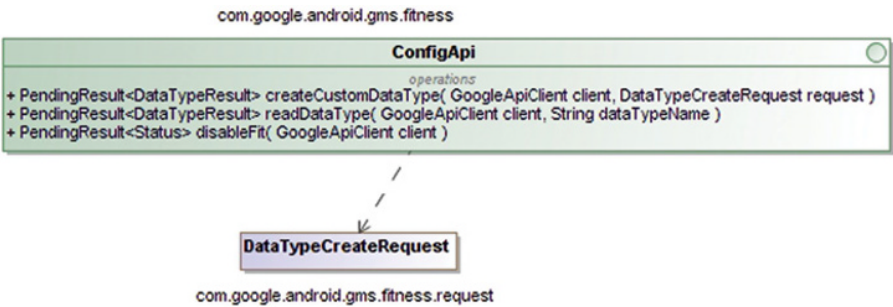 com.google.android.gms.fitness
ConfigApi
operations
+ PendingResult<DataTypeResult> createCustomDataType( GoogleApiClient client, DataTypeCreateRequest request )
+ PendingResult<DataTypeResult> readDataType( GoogleApiClient client, String dataTypeName )
+ PendingResult<Status> disableFit( GoogleApiClient client )
DataTypeCreateRequest
com.google.android.gms.fitness.request